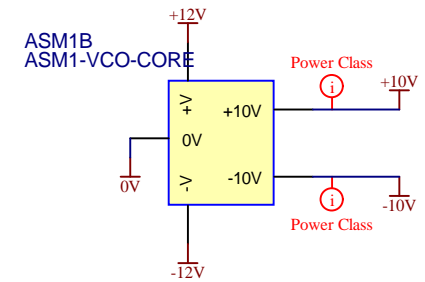 +12V
ASM1B
ASM1-VCO-CORE
Power Class
i
+10V
+V
+10V
0V
0V
-V
-10V
i
-10V
Power Class
-12V